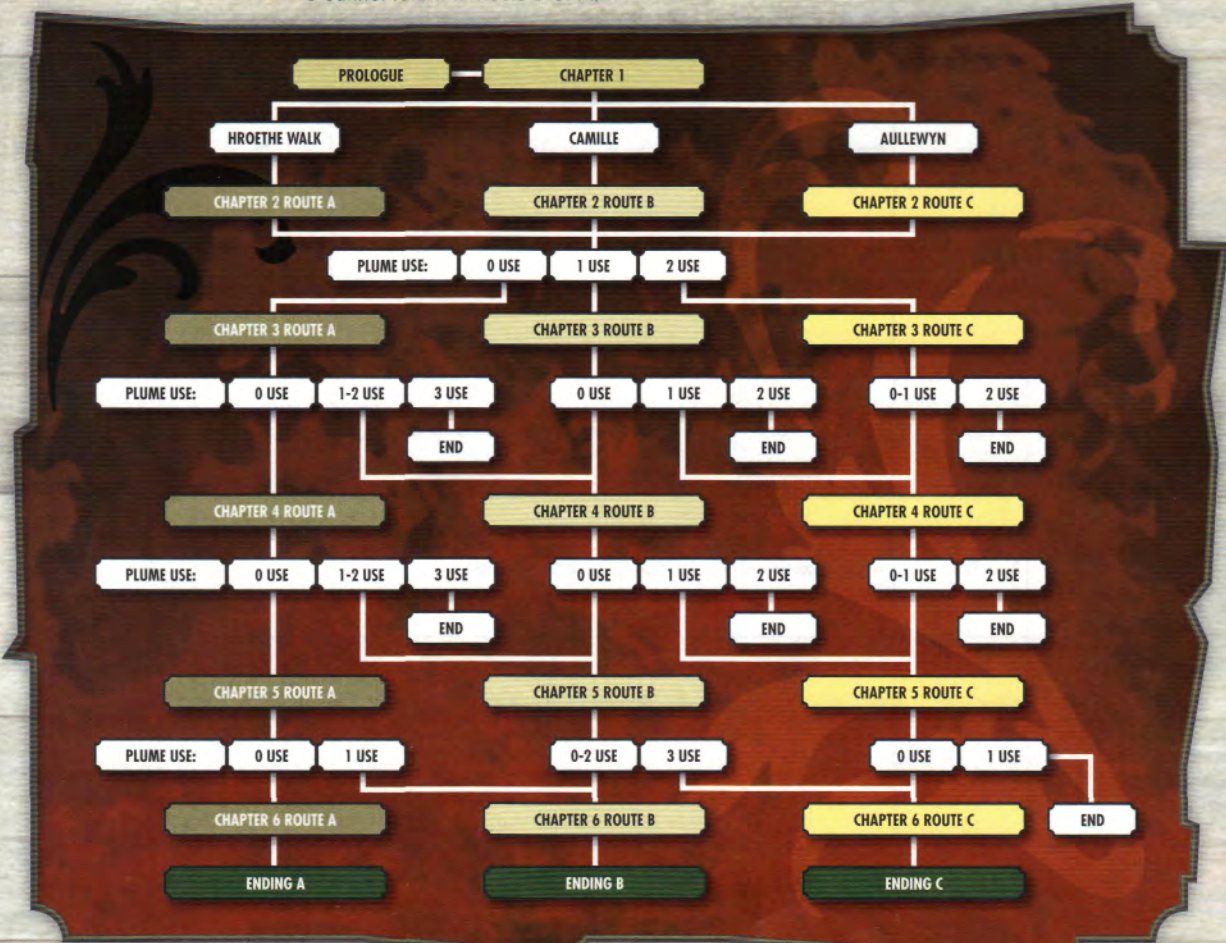 PROLOGUE CHAPTER 1
HROETHE WALK CAMILLE AULLEWYN
CHAPTER 2 ROUTE A CHAPTER 2 ROUTE B CHAPTER 2 ROUTE C
PLUME USE: 0 USE 1 USE 2 USE
CHAPTER 3 ROUTE A CHAPTER 3 ROUTE B CHAPTER 3 ROUTE C
PLUME USE: 0 USE 1-2 USE 3 USE 0 USE 1 USE 2 USE 0-1 USE 2 USE
END END END
CHAPTER 4 ROUTE A CHAPTER 4 ROUTE B CHAPTER 4 ROUTE C
PLUME USE: 0 USE 1-2 USE 3 USE 0 USE 1 USE 2 USE 0-1 USE 2 USE
END END END
CHAPTER 5 ROUTE A CHAPTER 5 ROUTE B CHAPTER 5 ROUTE C
PLUME USE: 0 USE 1 USE 0-2 USE 3 USE 0 USE 1 USE
CHAPTER 6 ROUTE A CHAPTER 6 ROUTE B CHAPTER 6 ROUTE C END
ENDING A ENDING B ENDING C